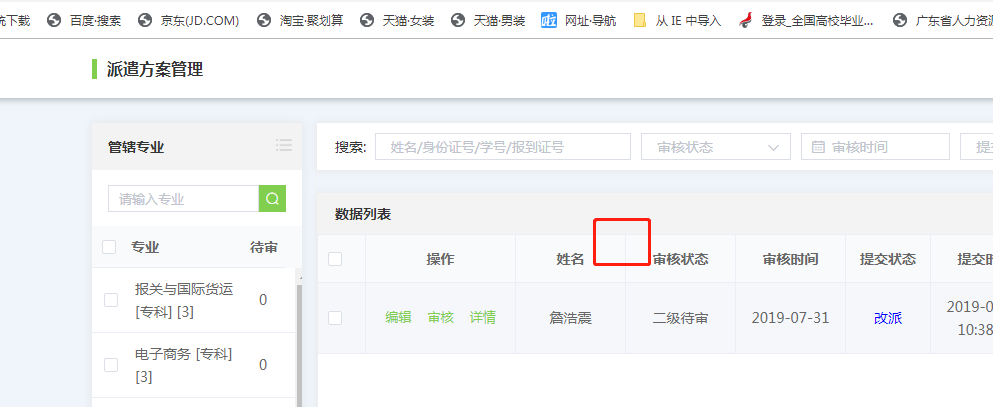 统下载 百度·搜索 京东(JD.COM) 淘宝·聚划算 天猫·女装 天猫·男装 网址·导航 从 IE 中导入 登录_全国高校毕业... 广东省人力资源
派遣方案管理
管辖专业
搜索: 姓名/身份证号/学号/报到证号 审核状态 审核时间 提
请输入专业
数据列表
专业 待审
操作 姓名 审核状态 审核时间 提交状态 提交时
报关与国际货运
[专科] [3] 0
编辑 审核 详情 詹浩震 二级待审 2019-07-31 改派 2019-0
10:38
电子商务 [专科]
[3] 0